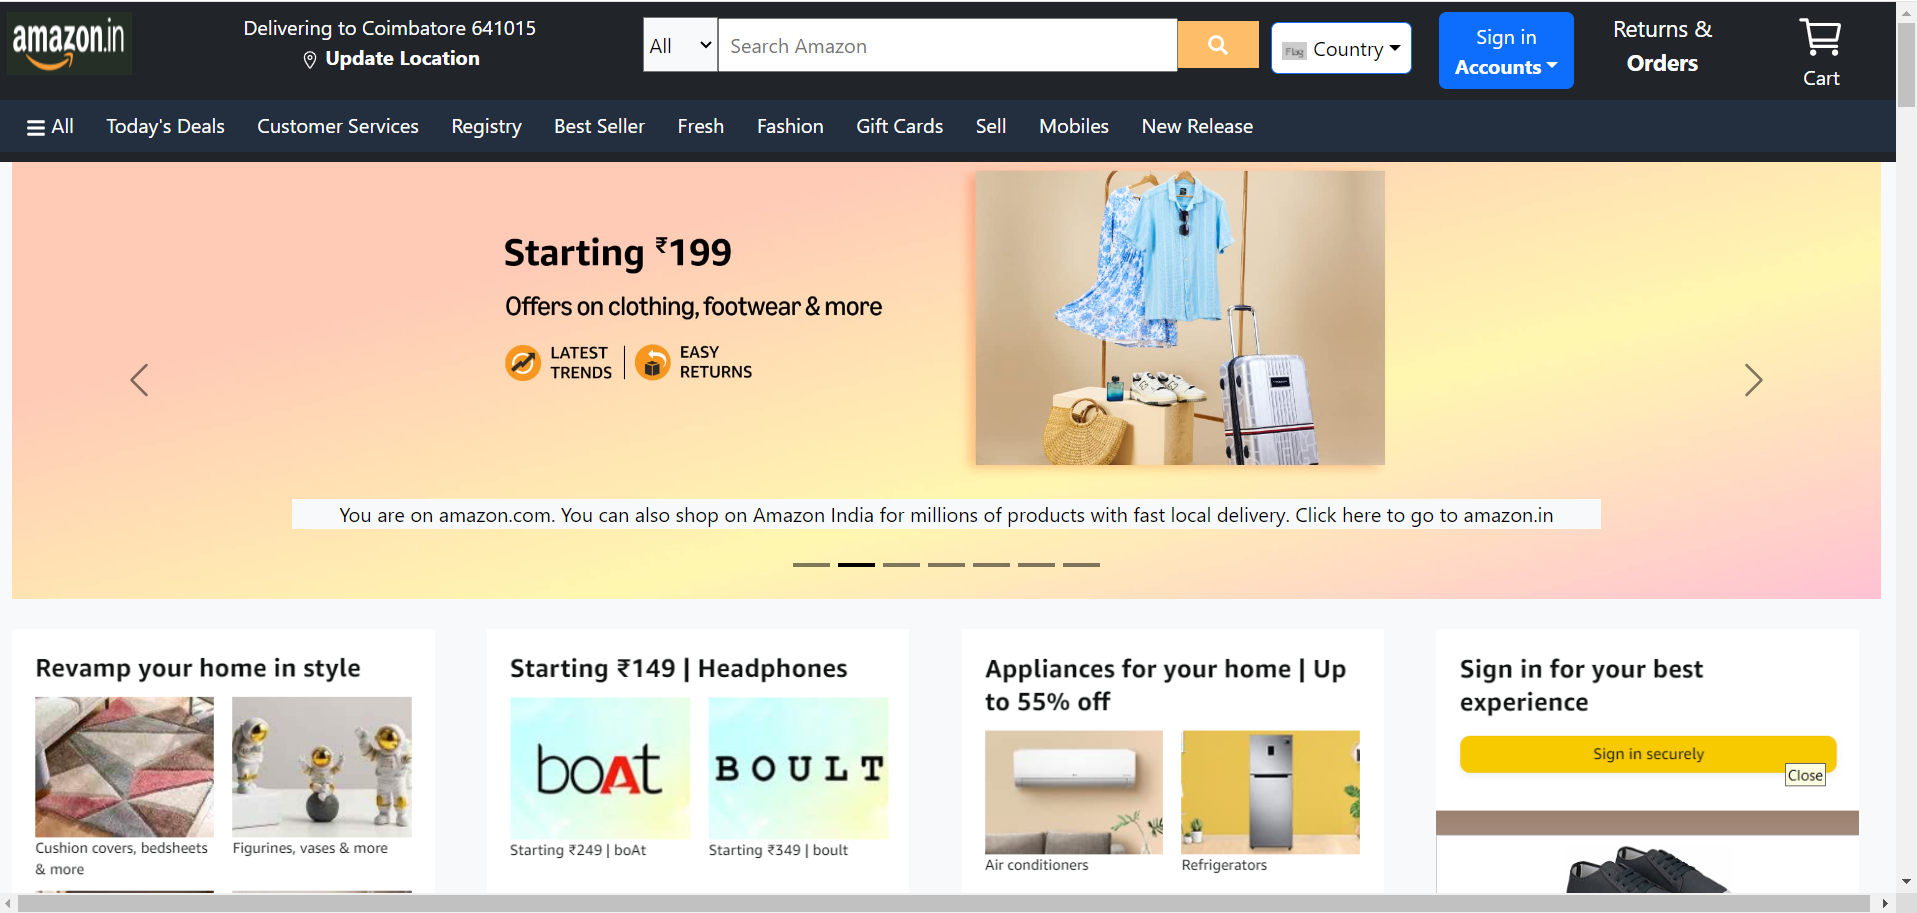 amazon.in
Delivering to Coimbatore 641015
Update Location
All
Search Amazon
Flag Country
Sign in
Accounts
Returns &
Orders
Cart
All Today's Deals Customer Services Registry Best Seller Fresh Fashion Gift Cards Sell Mobiles New Release
Starting ₹199
Offers on clothing, footwear & more
LATEST
TRENDS
EASY
RETURNS
You are on amazon.com. You can also shop on Amazon India for millions of products with fast local delivery. Click here to go to amazon.in
Revamp your home in style
Cushion covers, bedsheets
& more
Figurines, vases & more
Starting ₹149 | Headphones
boAt
BOULT
Starting ₹249 | boAt
Starting ₹349 | boult
Appliances for your home | Up
to 55% off
Air conditioners
Refrigerators
Sign in for your best
experience
Sign in securely
Close